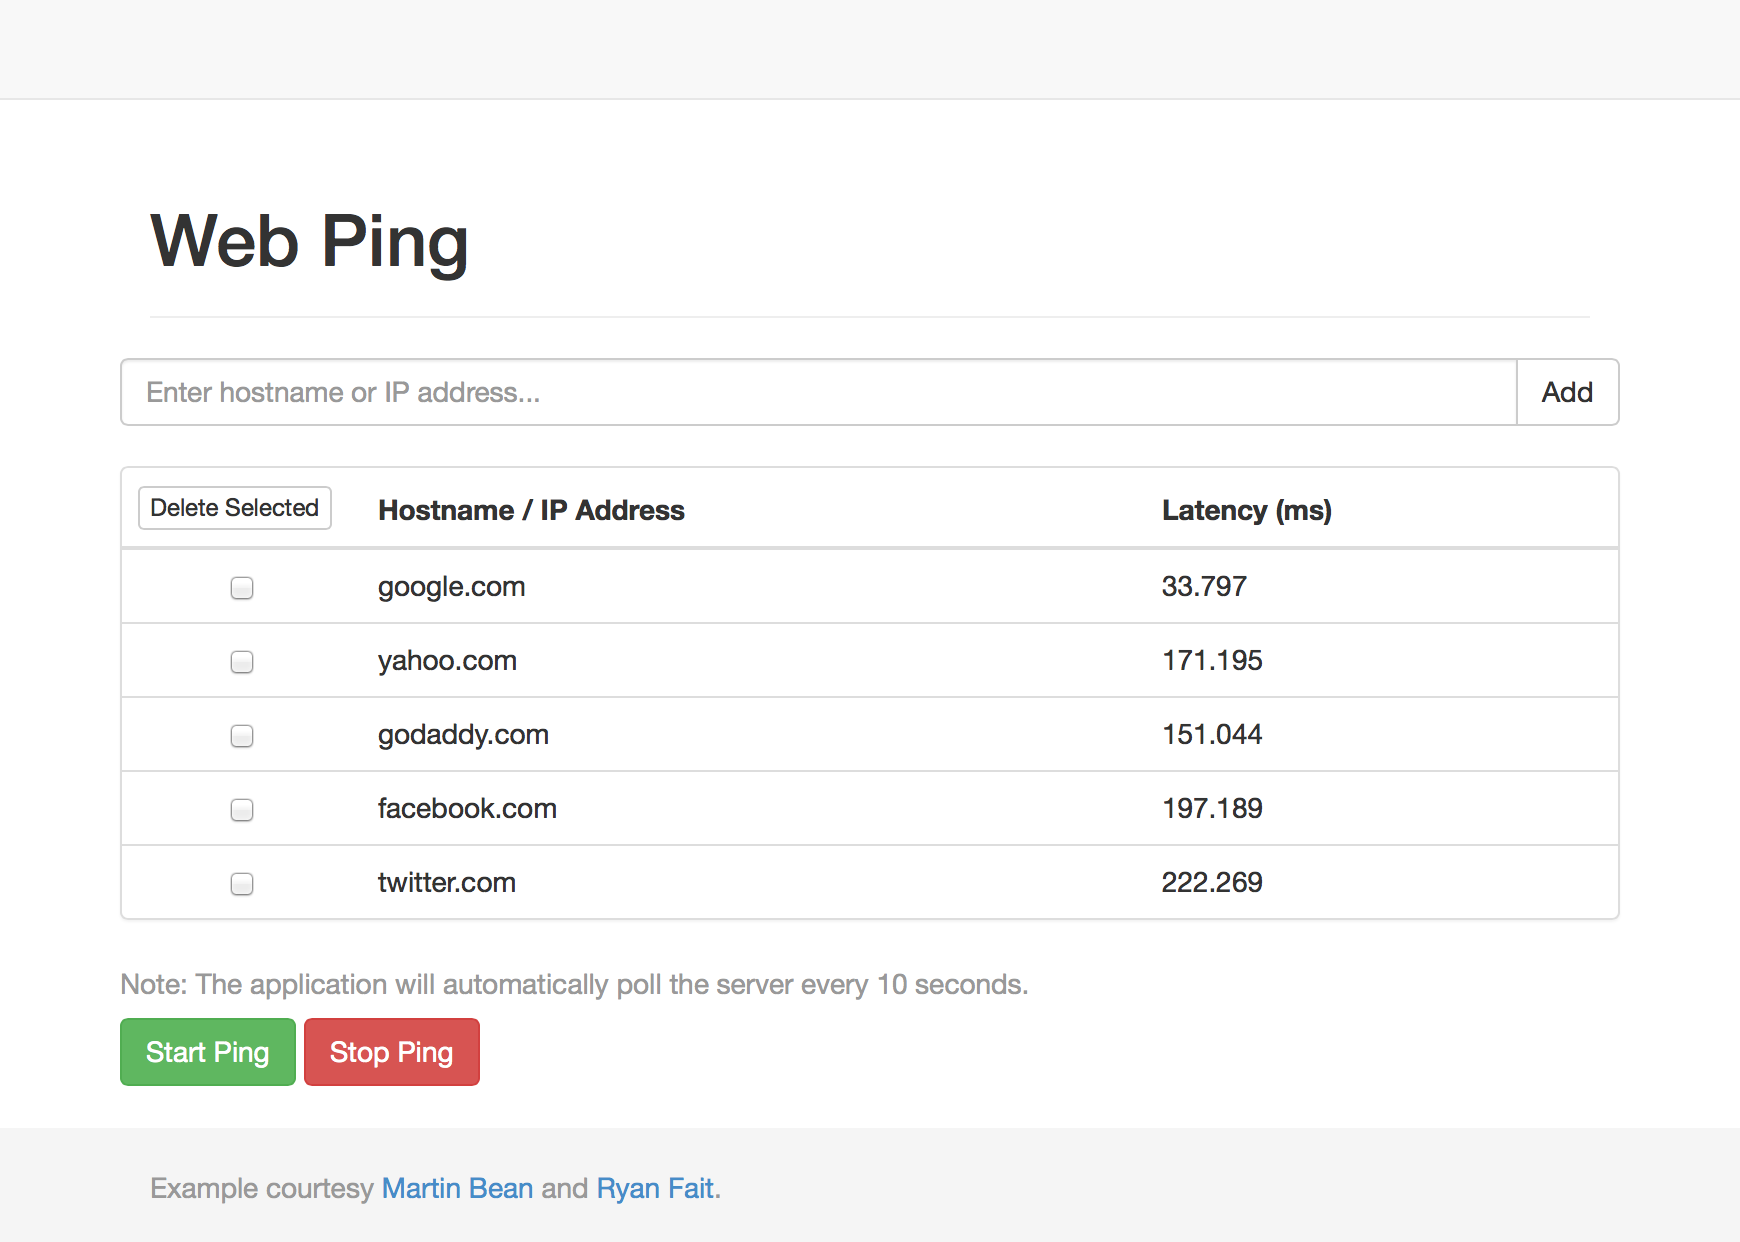 Web Ping
Enter hostname or IP address...
Add
Delete Selected Hostname / IP Address Latency (ms)
google.com 33.797
yahoo.com 171.195
godaddy.com 151.044
facebook.com 197.189
twitter.com 222.269
Note: The application will automatically poll the server every 10 seconds.
Start Ping Stop Ping
Example courtesy Martin Bean and Ryan Fait.